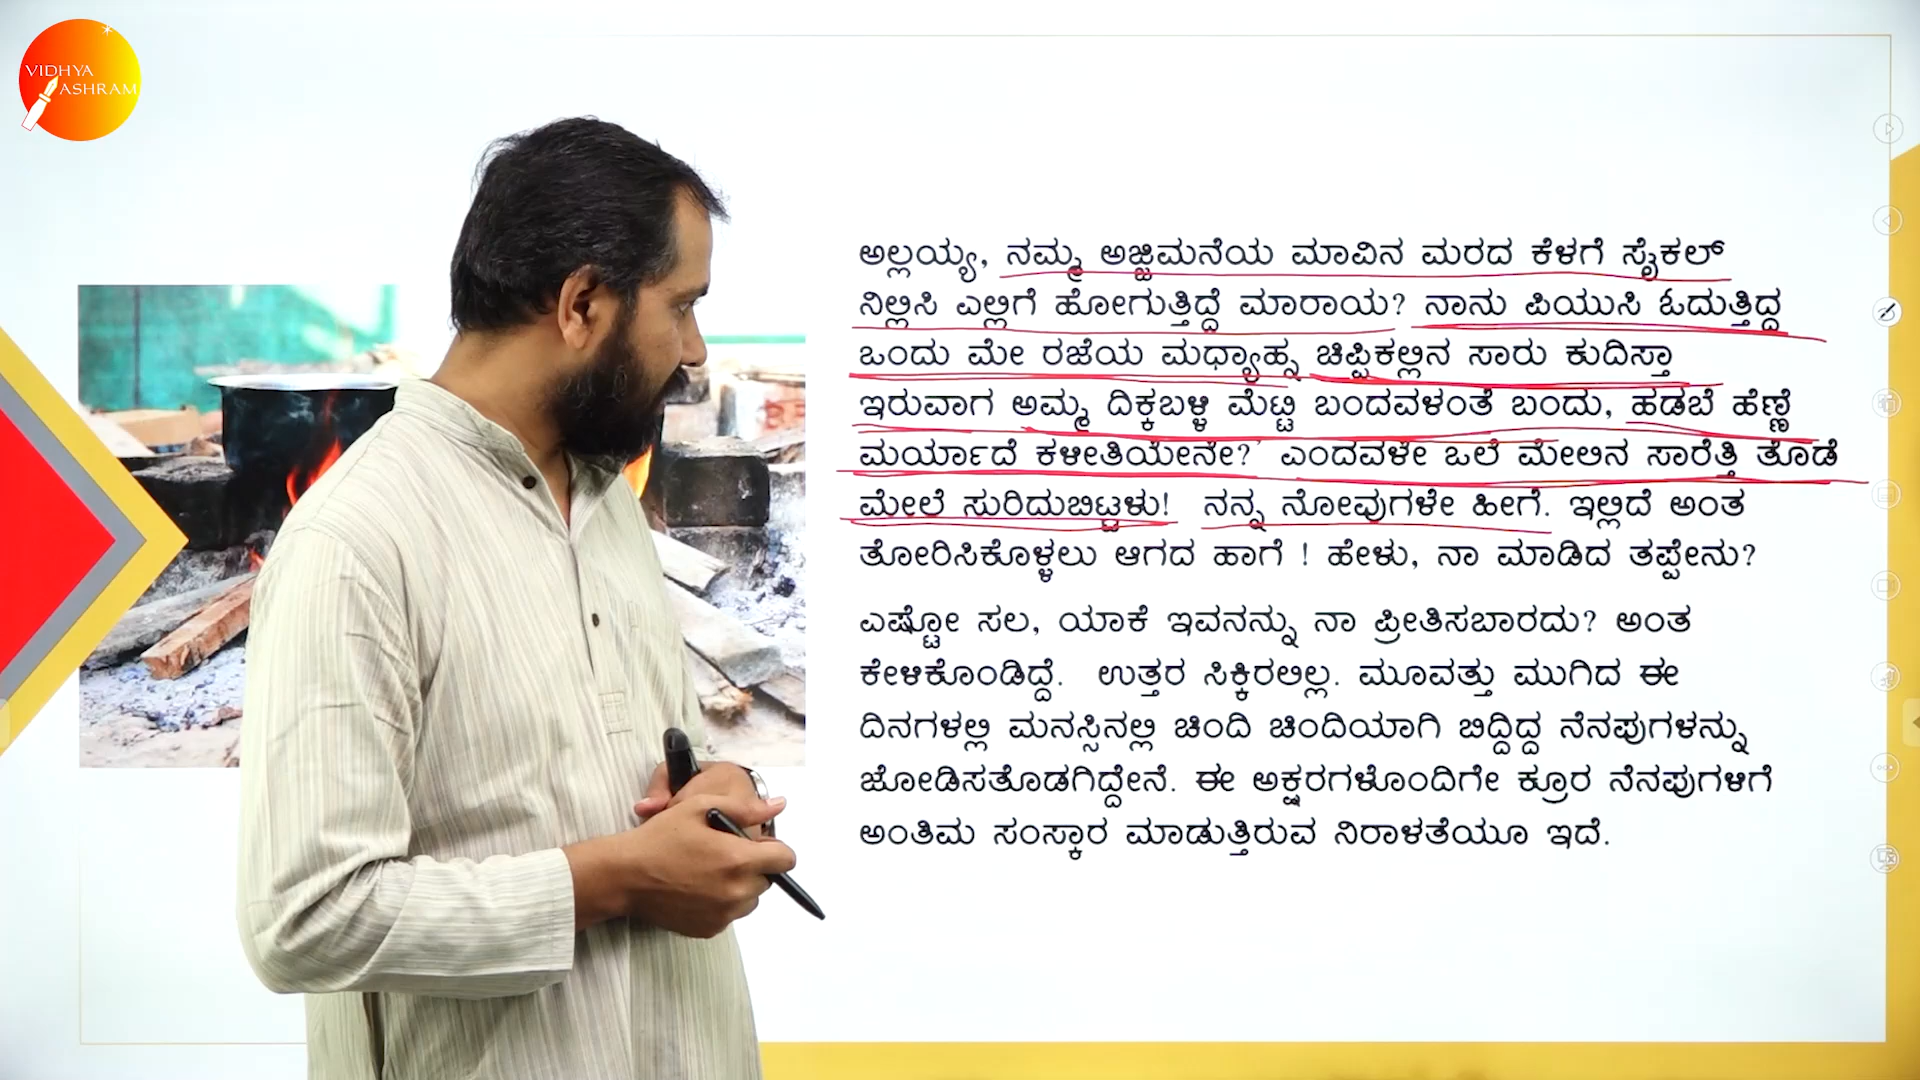 VIDHYA
ASHRAM
ಅಲ್ಲಯ್ಯ, ನಮ್ಮ ಅಜ್ಜಿಮನೆಯ ಮಾವಿನ ಮರದ ಕೆಳಗೆ ಸೈಕಲ್
ನಿಲ್ಲಿಸಿ ಎಲ್ಲಿಗೆ ಹೋಗುತ್ತಿದ್ದೆ ಮಾರಾಯ? ನಾನು ಪಿಯುಸಿ ಓದುತ್ತಿದ್ದ
ಒಂದು ಮೇ ರಜೆಯ ಮಧ್ಯಾಹ್ನ ಚಿಪ್ಪಿಕಲ್ಲಿನ ಸಾರು ಕುದಿಸ್ತಾ
ಇರುವಾಗ ಅಮ್ಮ ದಿಕ್ಕಬಳ್ಳಿ ಮೆಟ್ಟಿ ಬಂದವಳಂತೆ ಬಂದು, ಹಡಬೆ ಹೆಣ್ಣೆ
ಮರ್ಯಾದೆ ಕಳೀತಿಯೇನೇ? ಎಂದವಳೇ ಒಲೆ ಮೇಲಿನ ಸಾರೆತ್ತಿ ತೊಡೆ
ಮೇಲೆ ಸುರಿದುಬಿಟ್ಟಳು! ನನ್ನ ನೋವುಗಳೇ ಹೀಗೆ. ಇಲ್ಲಿದೆ ಅಂತ
ತೋರಿಸಿಕೊಳ್ಳಲು ಆಗದ ಹಾಗೆ ! ಹೇಳು, ನಾ ಮಾಡಿದ ತಪ್ಪೇನು?
ಎಷ್ಟೋ ಸಲ, ಯಾಕೆ ಇವನನ್ನು ನಾ ಪ್ರೀತಿಸಬಾರದು? ಅಂತ
ಕೇಳಿಕೊಂಡಿದ್ದೆ. ಉತ್ತರ ಸಿಕ್ಕಿರಲಿಲ್ಲ. ಮೂವತ್ತು ಮುಗಿದ ಈ
ದಿನಗಳಲ್ಲಿ ಮನಸ್ಸಿನಲ್ಲಿ ಚಿಂದಿ ಚಿಂದಿಯಾಗಿ ಬಿದ್ದಿದ್ದ ನೆನಪುಗಳನ್ನು
ಜೋಡಿಸತೊಡಗಿದ್ದೇನೆ. ಈ ಅಕ್ಷರಗಳೊಂದಿಗೇ ಕ್ರೂರ ನೆನಪುಗಳಿಗೆ
ಅಂತಿಮ ಸಂಸ್ಕಾರ ಮಾಡುತ್ತಿರುವ ನಿರಾಳತೆಯೂ ಇದೆ.